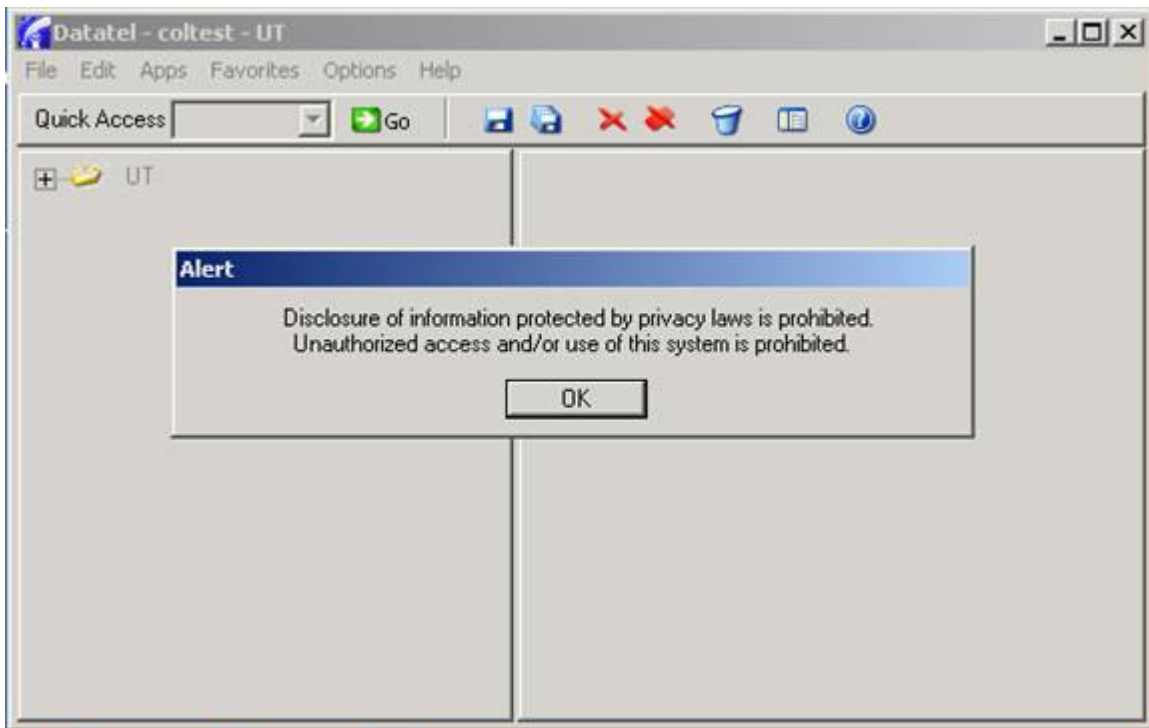 Datatel - coltest - UT
File Edit Apps Favorites Options Help
Quick Access Go
UT
Alert
Disclosure of information protected by privacy laws is prohibited.
Unauthorized access and/or use of this system is prohibited.
OK